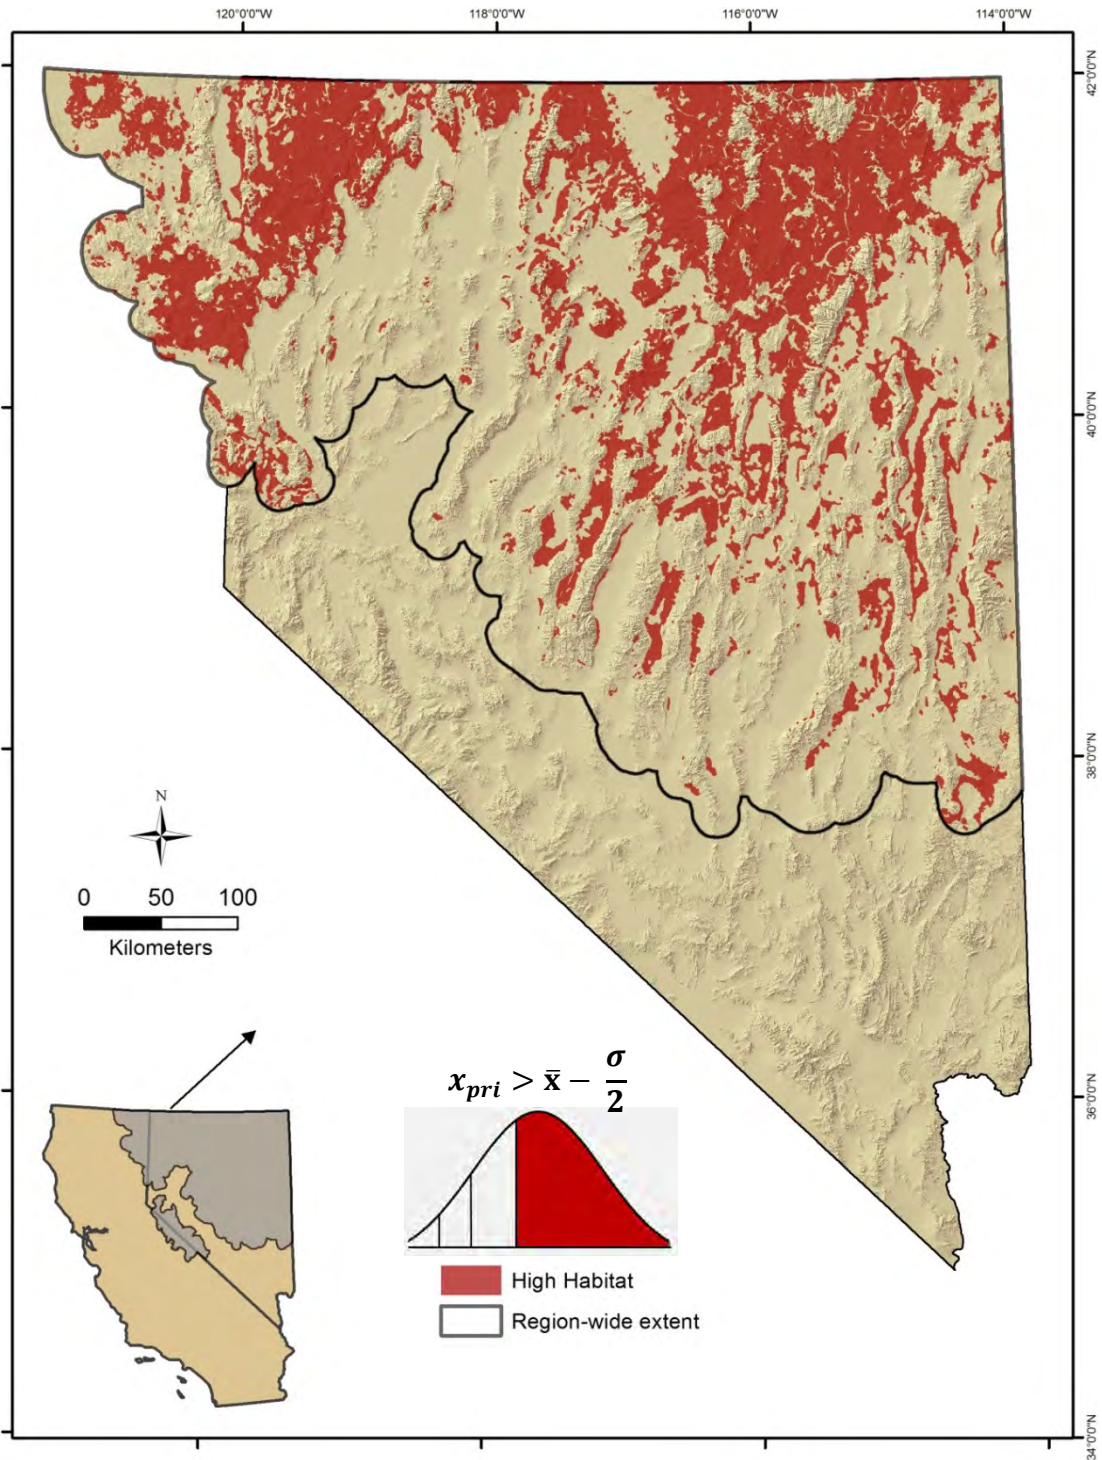 120°0'0"W 118°0'0"W 116°0'0"W 114°0'0"W
42°0'0"N
40°0'0"N
38°0'0"N
N
0 50 100
Kilometers
36°0'0"N
x_pri > x̄ − σ/2
High Habitat
Region-wide extent
34°0'0"N